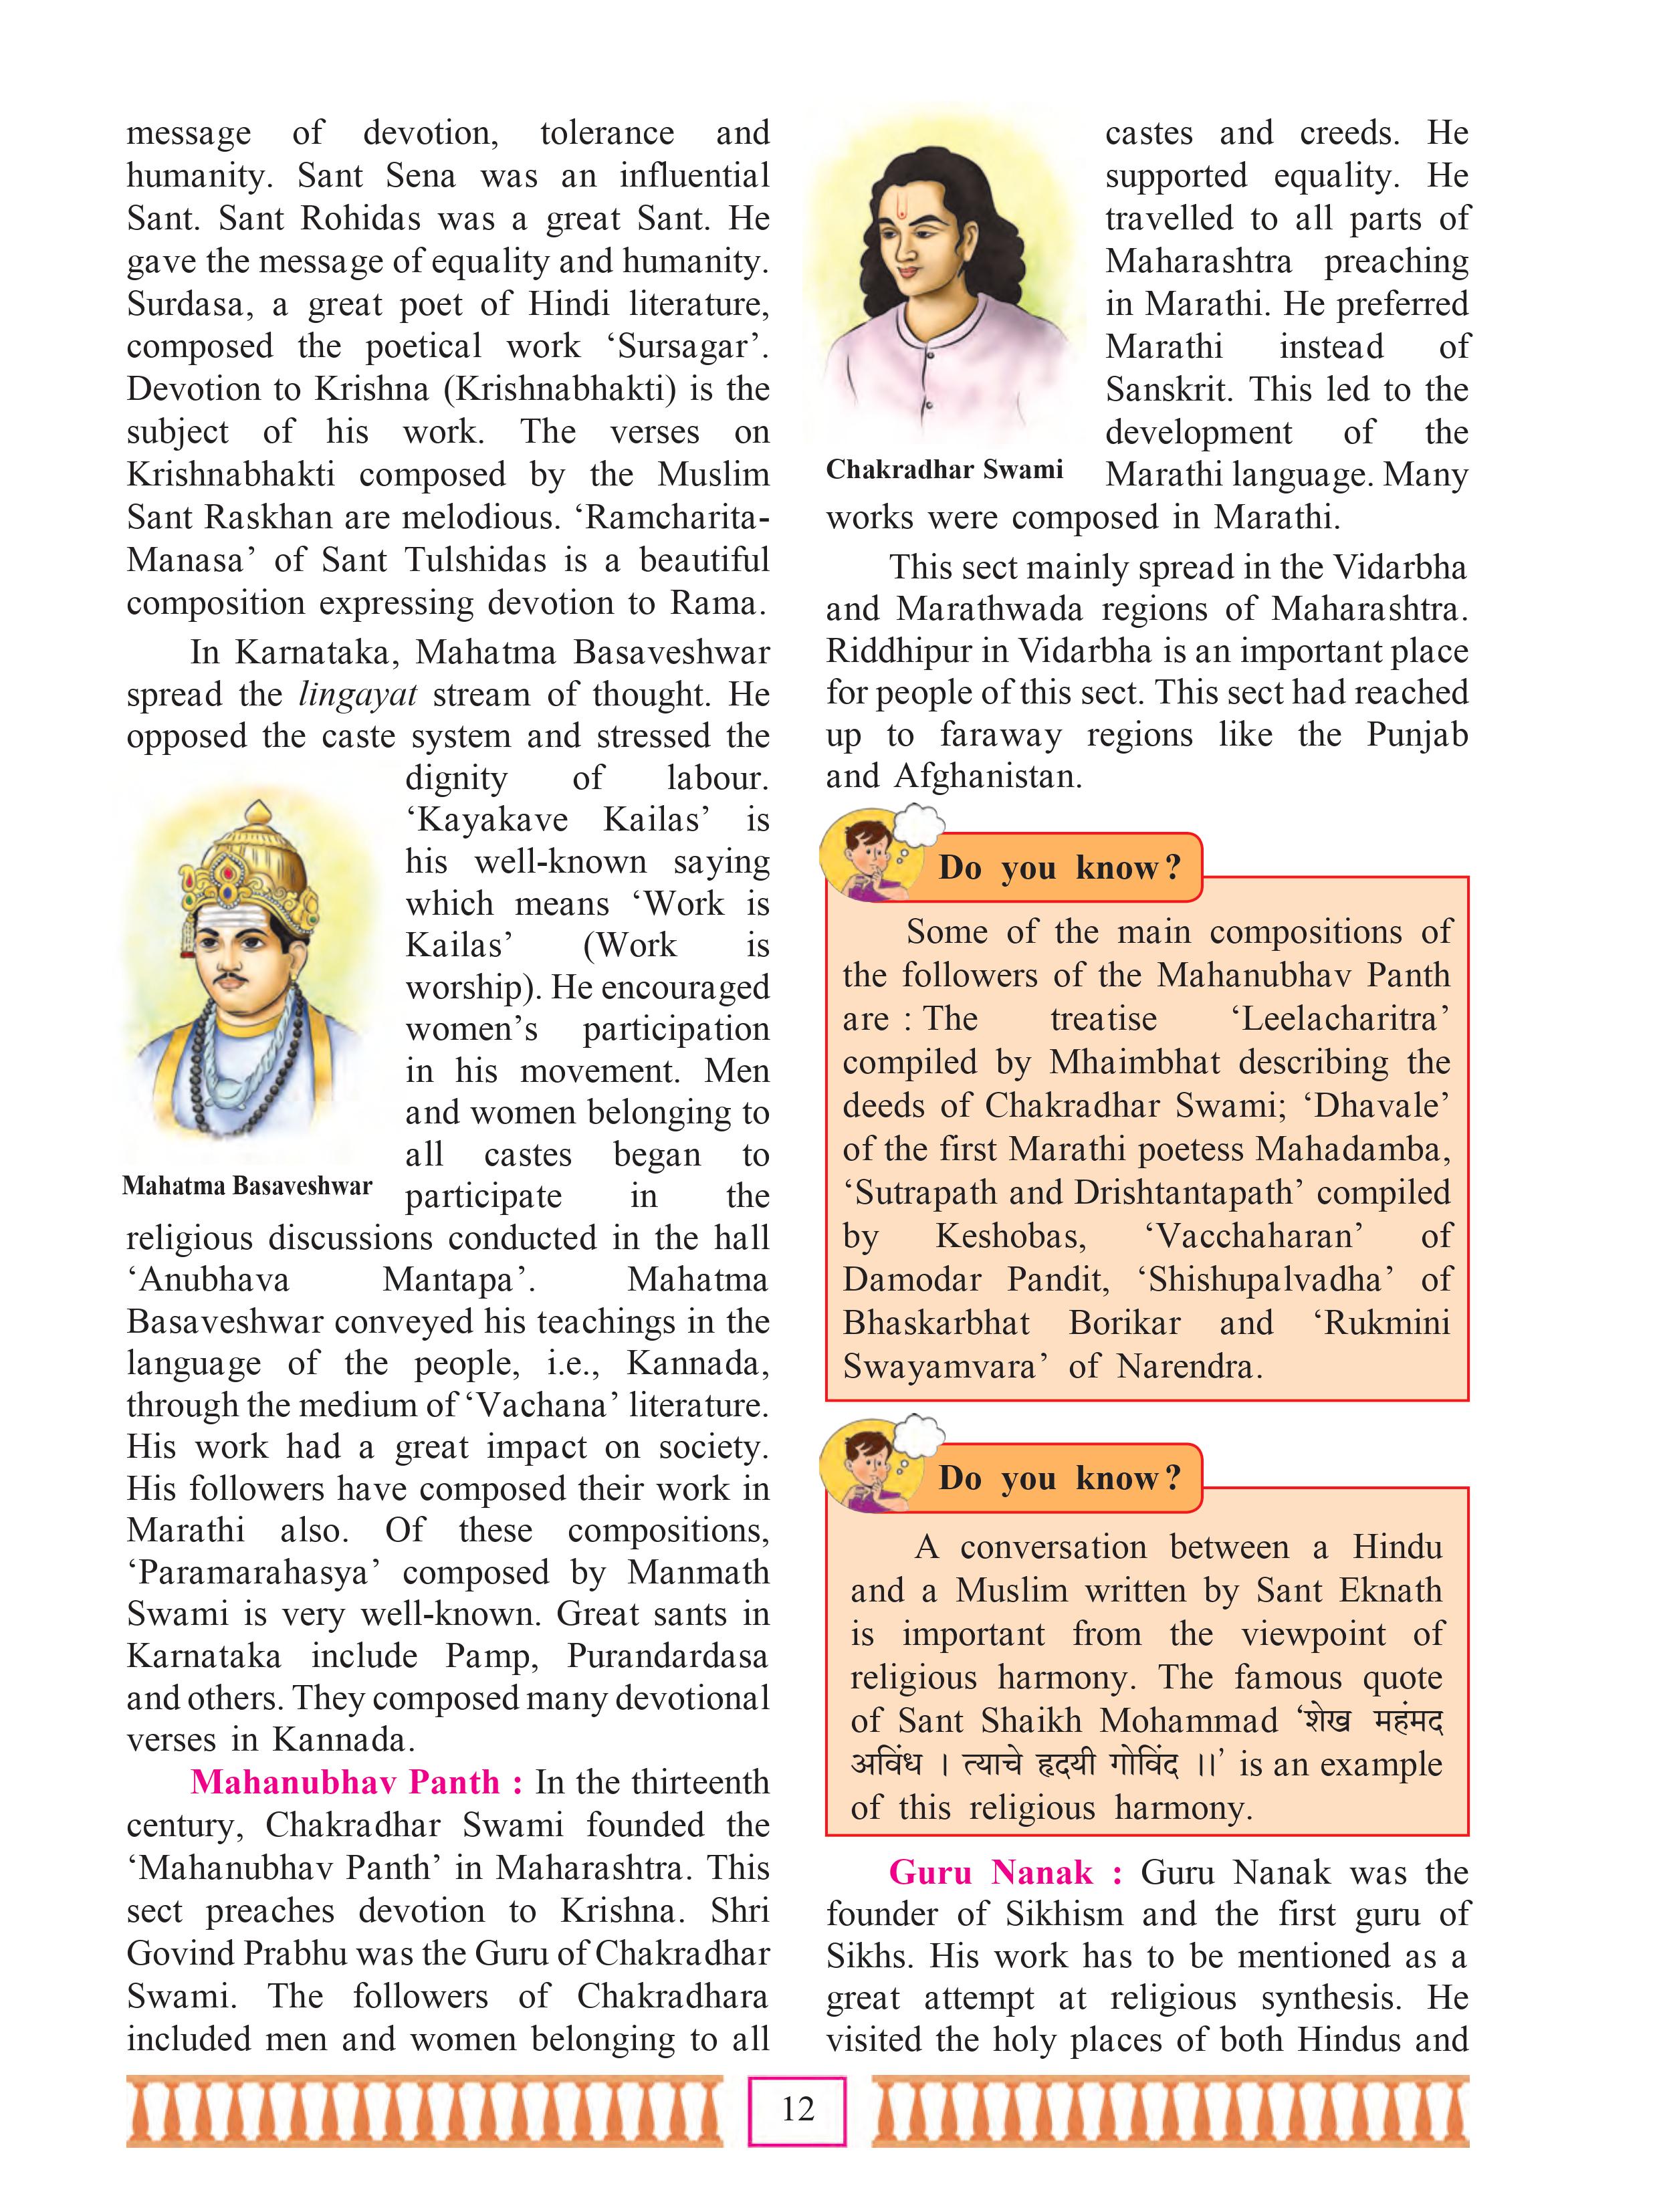 message of devotion, tolerance and
humanity. Sant Sena was an influential
Sant. Sant Rohidas was a great Sant. He
gave the message of equality and humanity.
Surdasa, a great poet of Hindi literature,
composed the poetical work ‘Sursagar’.
Devotion to Krishna (Krishnabhakti) is the
subject of his work. The verses on
Krishnabhakti composed by the Muslim
Sant Raskhan are melodious. ‘Ramcharita-
Manasa’ of Sant Tulshidas is a beautiful
composition expressing devotion to Rama.
In Karnataka, Mahatma Basaveshwar
spread the lingayat stream of thought. He
opposed the caste system and stressed the
dignity of labour.
‘Kayakave Kailas’ is
his well-known saying
which means ‘Work is
Kailas’ (Work is
worship). He encouraged
women’s participation
in his movement. Men
and women belonging to
all castes began to
participate in the
Mahatma Basaveshwar
religious discussions conducted in the hall
‘Anubhava Mantapa’. Mahatma
Basaveshwar conveyed his teachings in the
language of the people, i.e., Kannada,
through the medium of ‘Vachana’ literature.
His work had a great impact on society.
His followers have composed their work in
Marathi also. Of these compositions,
‘Paramarahasya’ composed by Manmath
Swami is very well-known. Great sants in
Karnataka include Pamp, Purandardasa
and others. They composed many devotional
verses in Kannada.
Mahanubhav Panth : In the thirteenth
century, Chakradhar Swami founded the
‘Mahanubhav Panth’ in Maharashtra. This
sect preaches devotion to Krishna. Shri
Govind Prabhu was the Guru of Chakradhar
Swami. The followers of Chakradhara
included men and women belonging to all
castes and creeds. He
supported equality. He
travelled to all parts of
Maharashtra preaching
in Marathi. He preferred
Marathi instead of
Sanskrit. This led to the
development of the
Marathi language. Many
Chakradhar Swami
works were composed in Marathi.
This sect mainly spread in the Vidarbha
and Marathwada regions of Maharashtra.
Riddhipur in Vidarbha is an important place
for people of this sect. This sect had reached
up to faraway regions like the Punjab
and Afghanistan.
Do you know?
Some of the main compositions of
the followers of the Mahanubhav Panth
are : The treatise ‘Leelacharitra’
compiled by Mhaimbhat describing the
deeds of Chakradhar Swami; ‘Dhavale’
of the first Marathi poetess Mahadamba,
‘Sutrapath and Drishtantapath’ compiled
by Keshobas, ‘Vacchaharan’ of
Damodar Pandit, ‘Shishupalvadha’ of
Bhaskarbhat Borikar and ‘Rukmini
Swayamvara’ of Narendra.
Do you know?
A conversation between a Hindu
and a Muslim written by Sant Eknath
is important from the viewpoint of
religious harmony. The famous quote
of Sant Shaikh Mohammad ‘शेख महंमद
अविंध । त्याचे हृदयी गोविंद ।।’ is an example
of this religious harmony.
Guru Nanak : Guru Nanak was the
founder of Sikhism and the first guru of
Sikhs. His work has to be mentioned as a
great attempt at religious synthesis. He
visited the holy places of both Hindus and
12